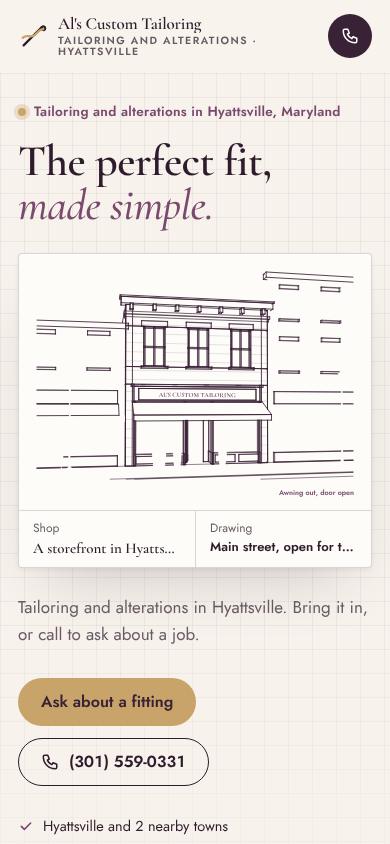 Al's Custom Tailoring
TAILORING AND ALTERATIONS ·
HYATTSVILLE
Tailoring and alterations in Hyattsville, Maryland
The perfect fit,
made simple.
AL'S CUSTOM TAILORING
Awning out, door open
Shop
A storefront in Hyatts...
Drawing
Main street, open for t...
Tailoring and alterations in Hyattsville. Bring it in,
or call to ask about a job.
Ask about a fitting
(301) 559-0331
Hyattsville and 2 nearby towns